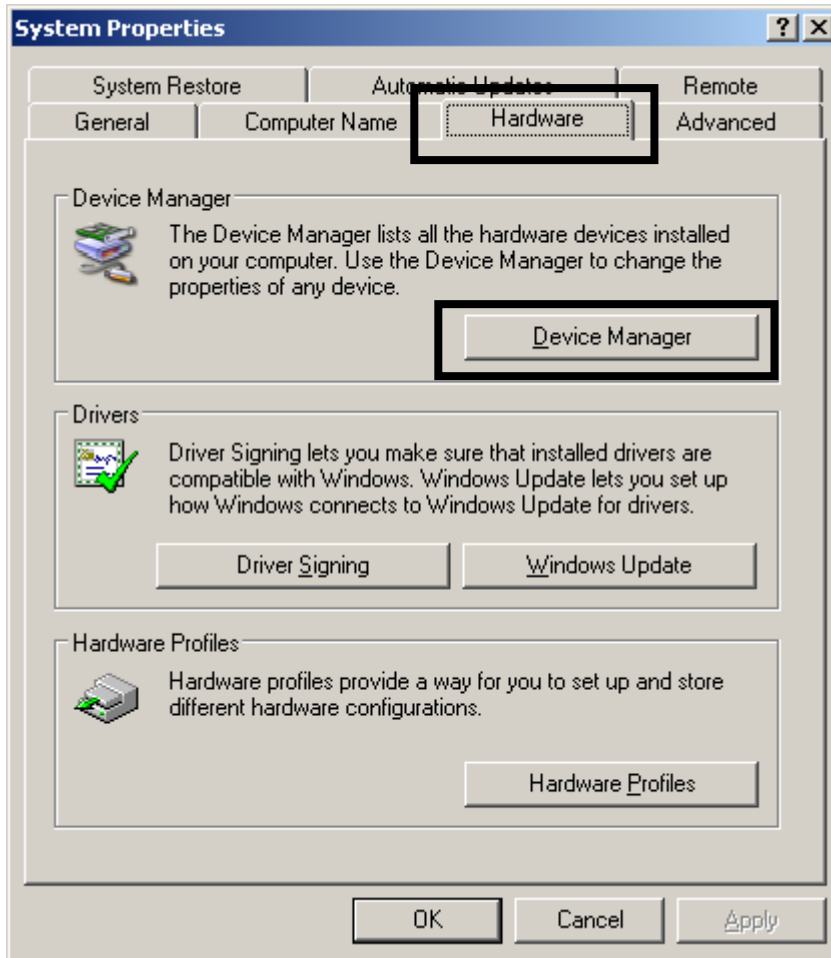 System Properties
System Restore
Automatic Updates
Remote
General
Computer Name
Hardware
Advanced
Device Manager
The Device Manager lists all the hardware devices installed
on your computer. Use the Device Manager to change the
properties of any device.
Device Manager
Drivers
Driver Signing lets you make sure that installed drivers are
compatible with Windows. Windows Update lets you set up
how Windows connects to Windows Update for drivers.
Driver Signing
Windows Update
Hardware Profiles
Hardware profiles provide a way for you to set up and store
different hardware configurations.
Hardware Profiles
OK
Cancel
Apply